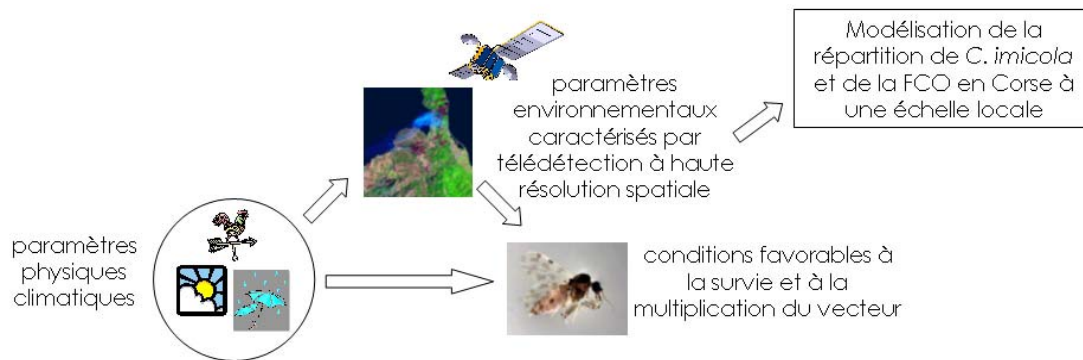 paramètres
physiques
climatiques
paramètres
environnementaux
caractérisés par
télédétection à haute
résolution spatiale
Modélisation de la
répartition de C. imicola
et de la FCO en Corse à
une échelle locale
conditions favorables à
la survie et à la
multiplication du vecteur